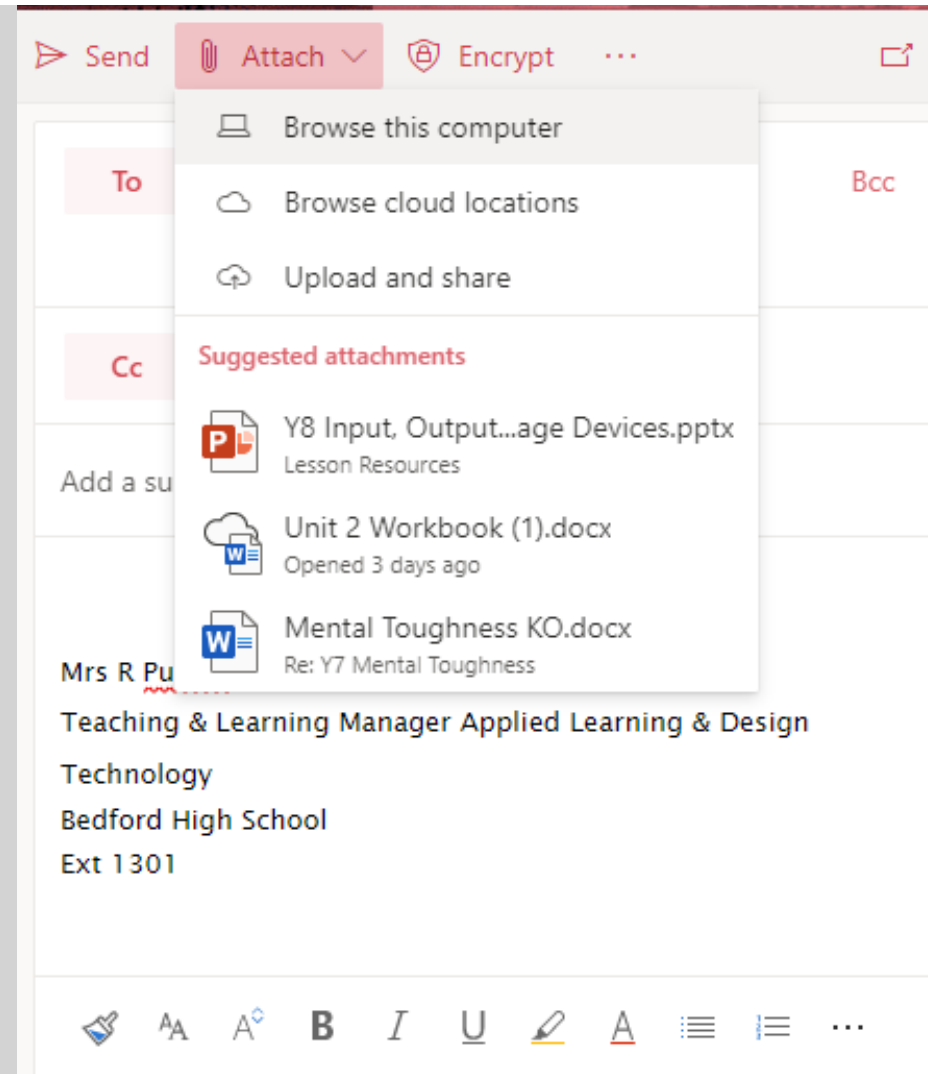 Send Attach Encrypt ...
Browse this computer
To Bcc
Browse cloud locations
Upload and share
Cc
Suggested attachments
Y8 Input, Output...age Devices.pptx
Lesson Resources
Add a su
Unit 2 Workbook (1).docx
Opened 3 days ago
Mental Toughness KO.docx
Re: Y7 Mental Toughness
Mrs R Pu
Teaching & Learning Manager Applied Learning & Design
Technology
Bedford High School
Ext 1301